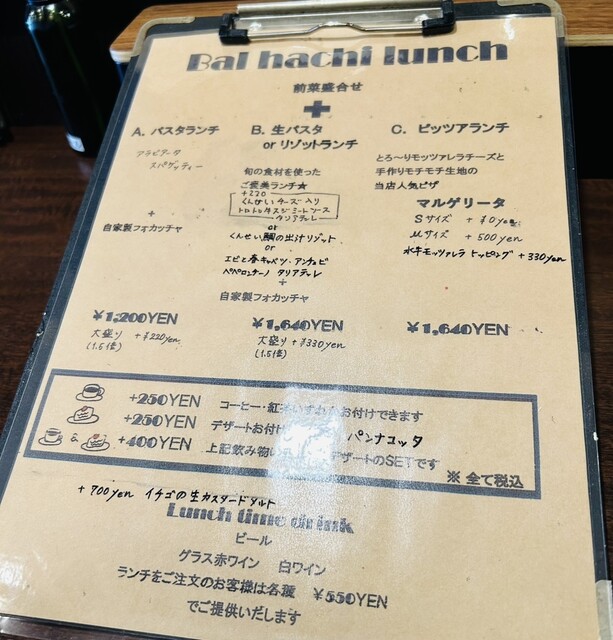 Bal hachi lunch
前菜盛合せ
+
A. パスタランチ
アラビアータ
スパゲッティー
+
自家製フォカッチャ
¥1,200YEN
大盛り +¥220yen
(1.5倍)
B. 生パスタ
or リゾットランチ
旬の食材を使った
ご褒美ランチ★
+220
くんせいチーズ入り
トロトロ牛スジミートソース
タリアテレ
or
くんせい鯛の出汁リゾット
or
エビと春キャベツ・アンチョビ
ペペロンチーノ タリアテレ
+
自家製フォカッチャ
¥1,640YEN
大盛り +¥330yen
(1.5倍)
C. ピッツアランチ
とろ〜りモッツァレラチーズと
手作りモチモチ生地の
当店人気ピザ
マルゲリータ
Sサイズ +¥0yen
Mサイズ +500yen
水牛モッツァレラ トッピング +330yen
¥1,640YEN
+250YEN コーヒー・紅茶いずれかお付けできます
+250YEN デザートお付け パンナコッタ
& +400YEN 上記飲み物 デザートのSETです
※全て税込
+700yen イチゴの生カスタードタルト
Lunch time drink
ビール
グラス赤ワイン 白ワイン
ランチをご注文のお客様は各種 ¥550YEN
でご提供いたします